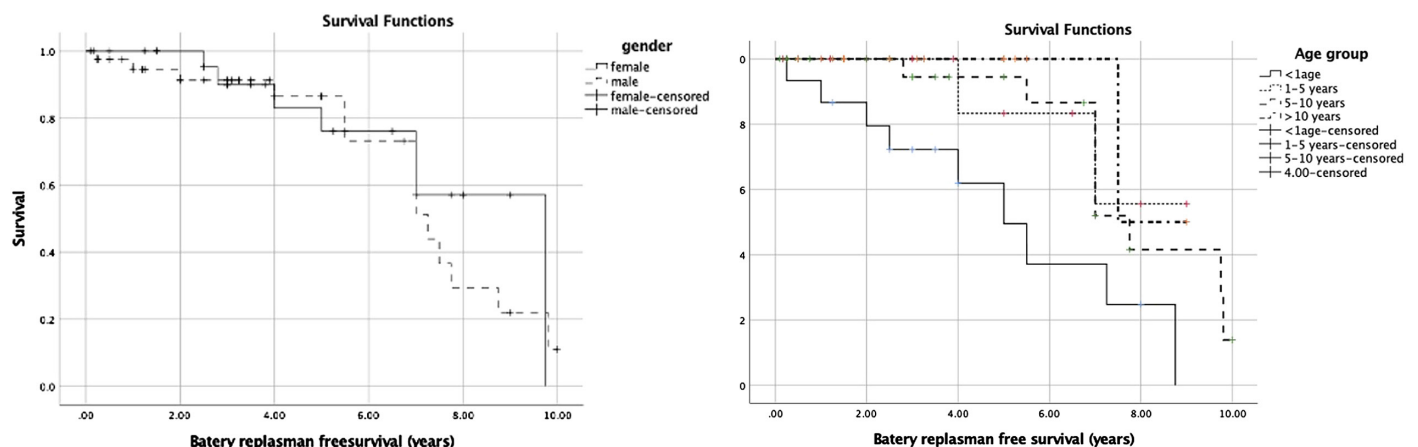 Survival Functions
gender
female
male
female-censored
male-censored
Survival
1.0
0.8
0.6
0.4
0.2
0.0
.00
2.00
4.00
6.00
8.00
10.00
Batery replasman freesurvival (years)
Survival Functions
Age group
<1age
1-5 years
5-10 years
>10 years
<1age-censored
1-5 years-censored
5-10 years-censored
4.00-censored
0
8
6
4
2
0
.00
2.00
4.00
6.00
8.00
10.00
Batery replasman free survival (years)